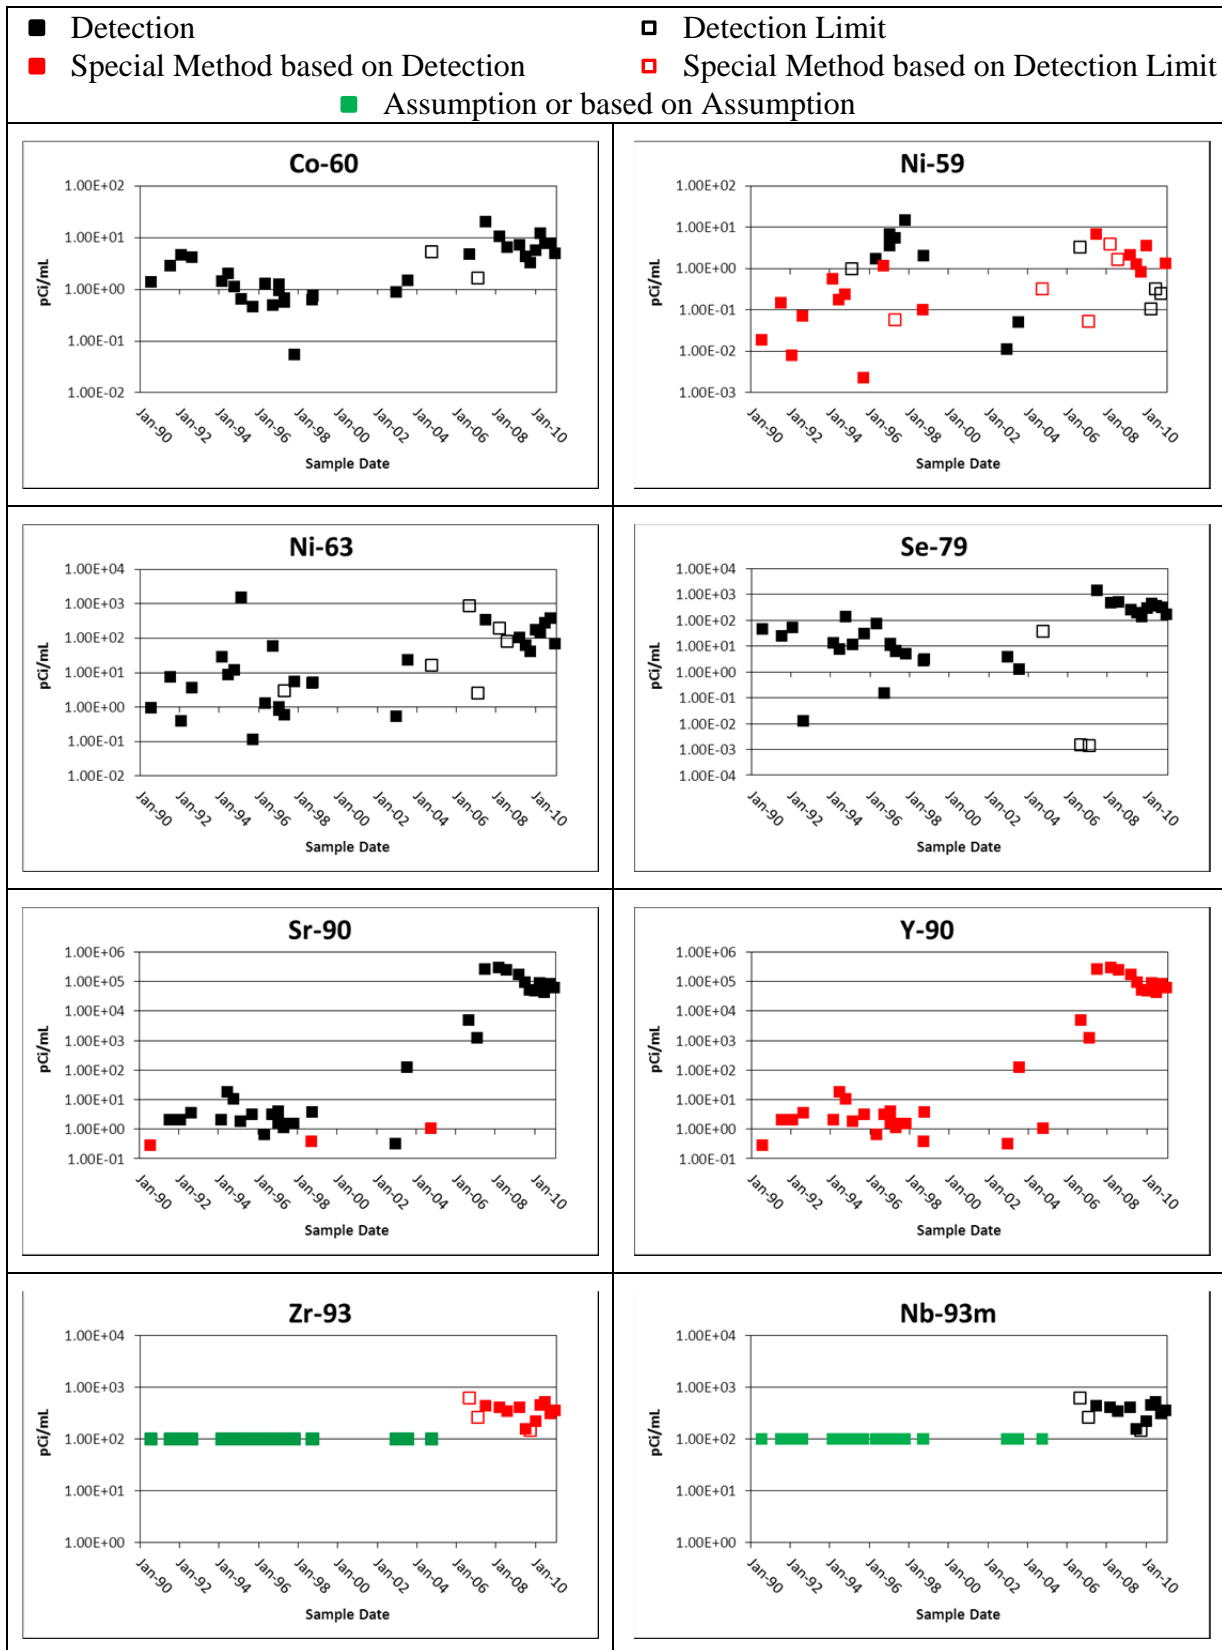 Detection
Detection Limit
Special Method based on Detection
Special Method based on Detection Limit
Assumption or based on Assumption
Co-60
1.00E+02
1.00E+01
1.00E+00
1.00E-01
1.00E-02
pCi/mL
Jan-90
Jan-92
Jan-94
Jan-96
Jan-98
Jan-00
Jan-02
Jan-04
Jan-06
Jan-08
Jan-10
Sample Date
Ni-59
1.00E+02
1.00E+01
1.00E+00
1.00E-01
1.00E-02
1.00E-03
pCi/mL
Jan-90
Jan-92
Jan-94
Jan-96
Jan-98
Jan-00
Jan-02
Jan-04
Jan-06
Jan-08
Jan-10
Sample Date
Ni-63
1.00E+04
1.00E+03
1.00E+02
1.00E+01
1.00E+00
1.00E-01
1.00E-02
pCi/mL
Jan-90
Jan-92
Jan-94
Jan-96
Jan-98
Jan-00
Jan-02
Jan-04
Jan-06
Jan-08
Jan-10
Sample Date
Se-79
1.00E+04
1.00E+03
1.00E+02
1.00E+01
1.00E+00
1.00E-01
1.00E-02
1.00E-03
1.00E-04
pCi/mL
Jan-90
Jan-92
Jan-94
Jan-96
Jan-98
Jan-00
Jan-02
Jan-04
Jan-06
Jan-08
Jan-10
Sample Date
Sr-90
1.00E+06
1.00E+05
1.00E+04
1.00E+03
1.00E+02
1.00E+01
1.00E+00
1.00E-01
pCi/mL
Jan-90
Jan-92
Jan-94
Jan-96
Jan-98
Jan-00
Jan-02
Jan-04
Jan-06
Jan-08
Jan-10
Sample Date
Y-90
1.00E+06
1.00E+05
1.00E+04
1.00E+03
1.00E+02
1.00E+01
1.00E+00
1.00E-01
pCi/mL
Jan-90
Jan-92
Jan-94
Jan-96
Jan-98
Jan-00
Jan-02
Jan-04
Jan-06
Jan-08
Jan-10
Sample Date
Zr-93
1.00E+04
1.00E+03
1.00E+02
1.00E+01
1.00E+00
pCi/mL
Jan-90
Jan-92
Jan-94
Jan-96
Jan-98
Jan-00
Jan-02
Jan-04
Jan-06
Jan-08
Jan-10
Sample Date
Nb-93m
1.00E+04
1.00E+03
1.00E+02
1.00E+01
1.00E+00
pCi/mL
Jan-90
Jan-92
Jan-94
Jan-96
Jan-98
Jan-00
Jan-02
Jan-04
Jan-06
Jan-08
Jan-10
Sample Date